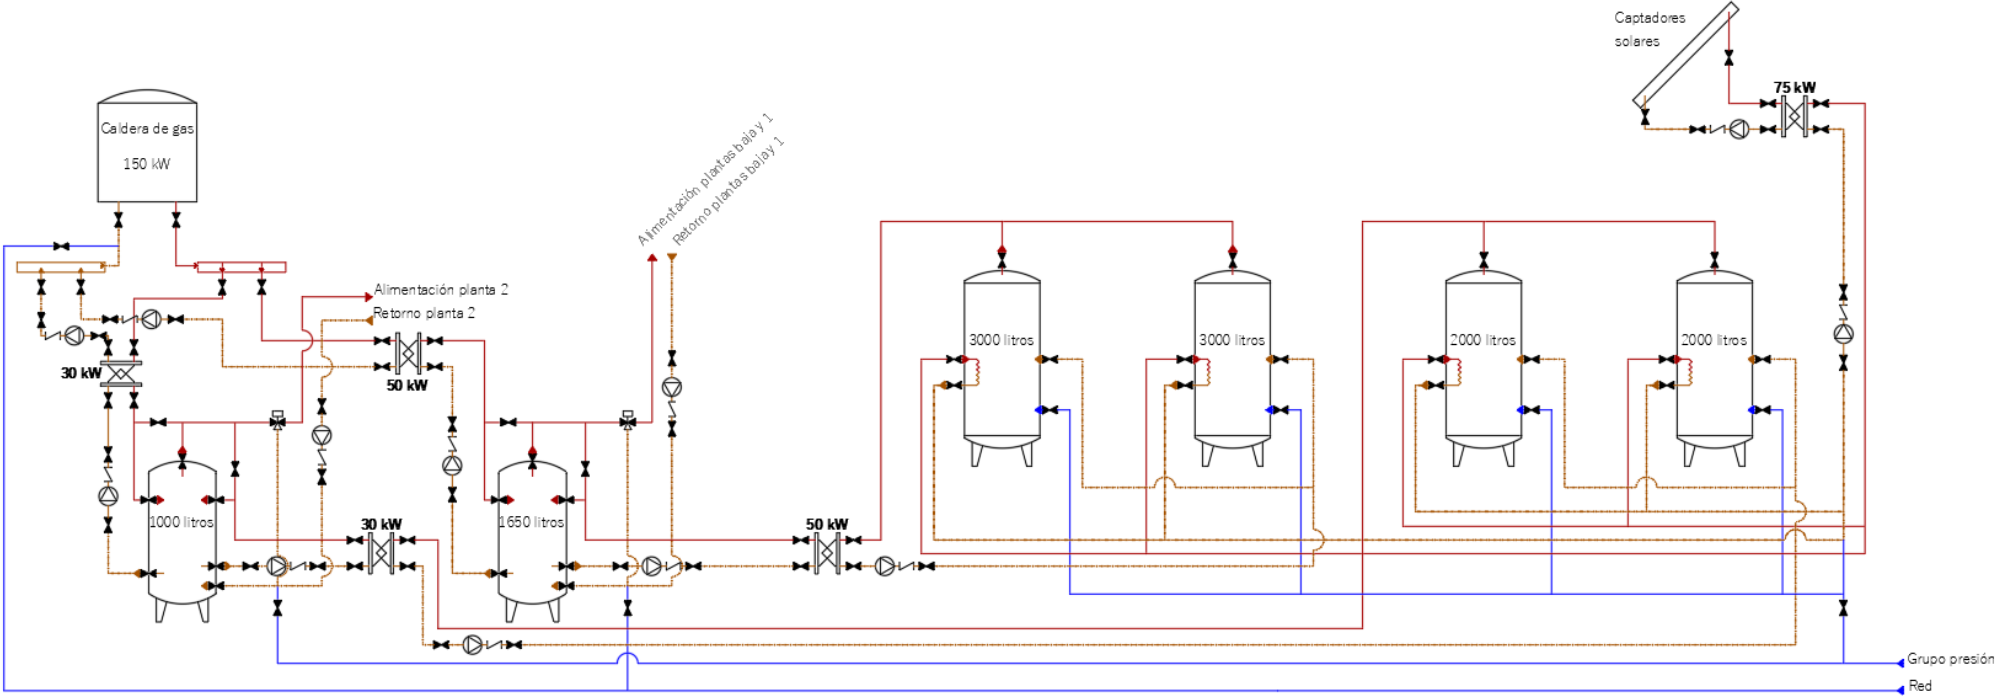 Captadores
solares
75 kW
Caldera de gas
150 kW
Alimentación plantas baja y 1
Retorno plantas baja y 1
Alimentación planta 2
Retorno planta 2
30 kW
50 kW
3000 litros
3000 litros
2000 litros
2000 litros
1000 litros
30 kW
1650 litros
50 kW
Grupo presión
Red